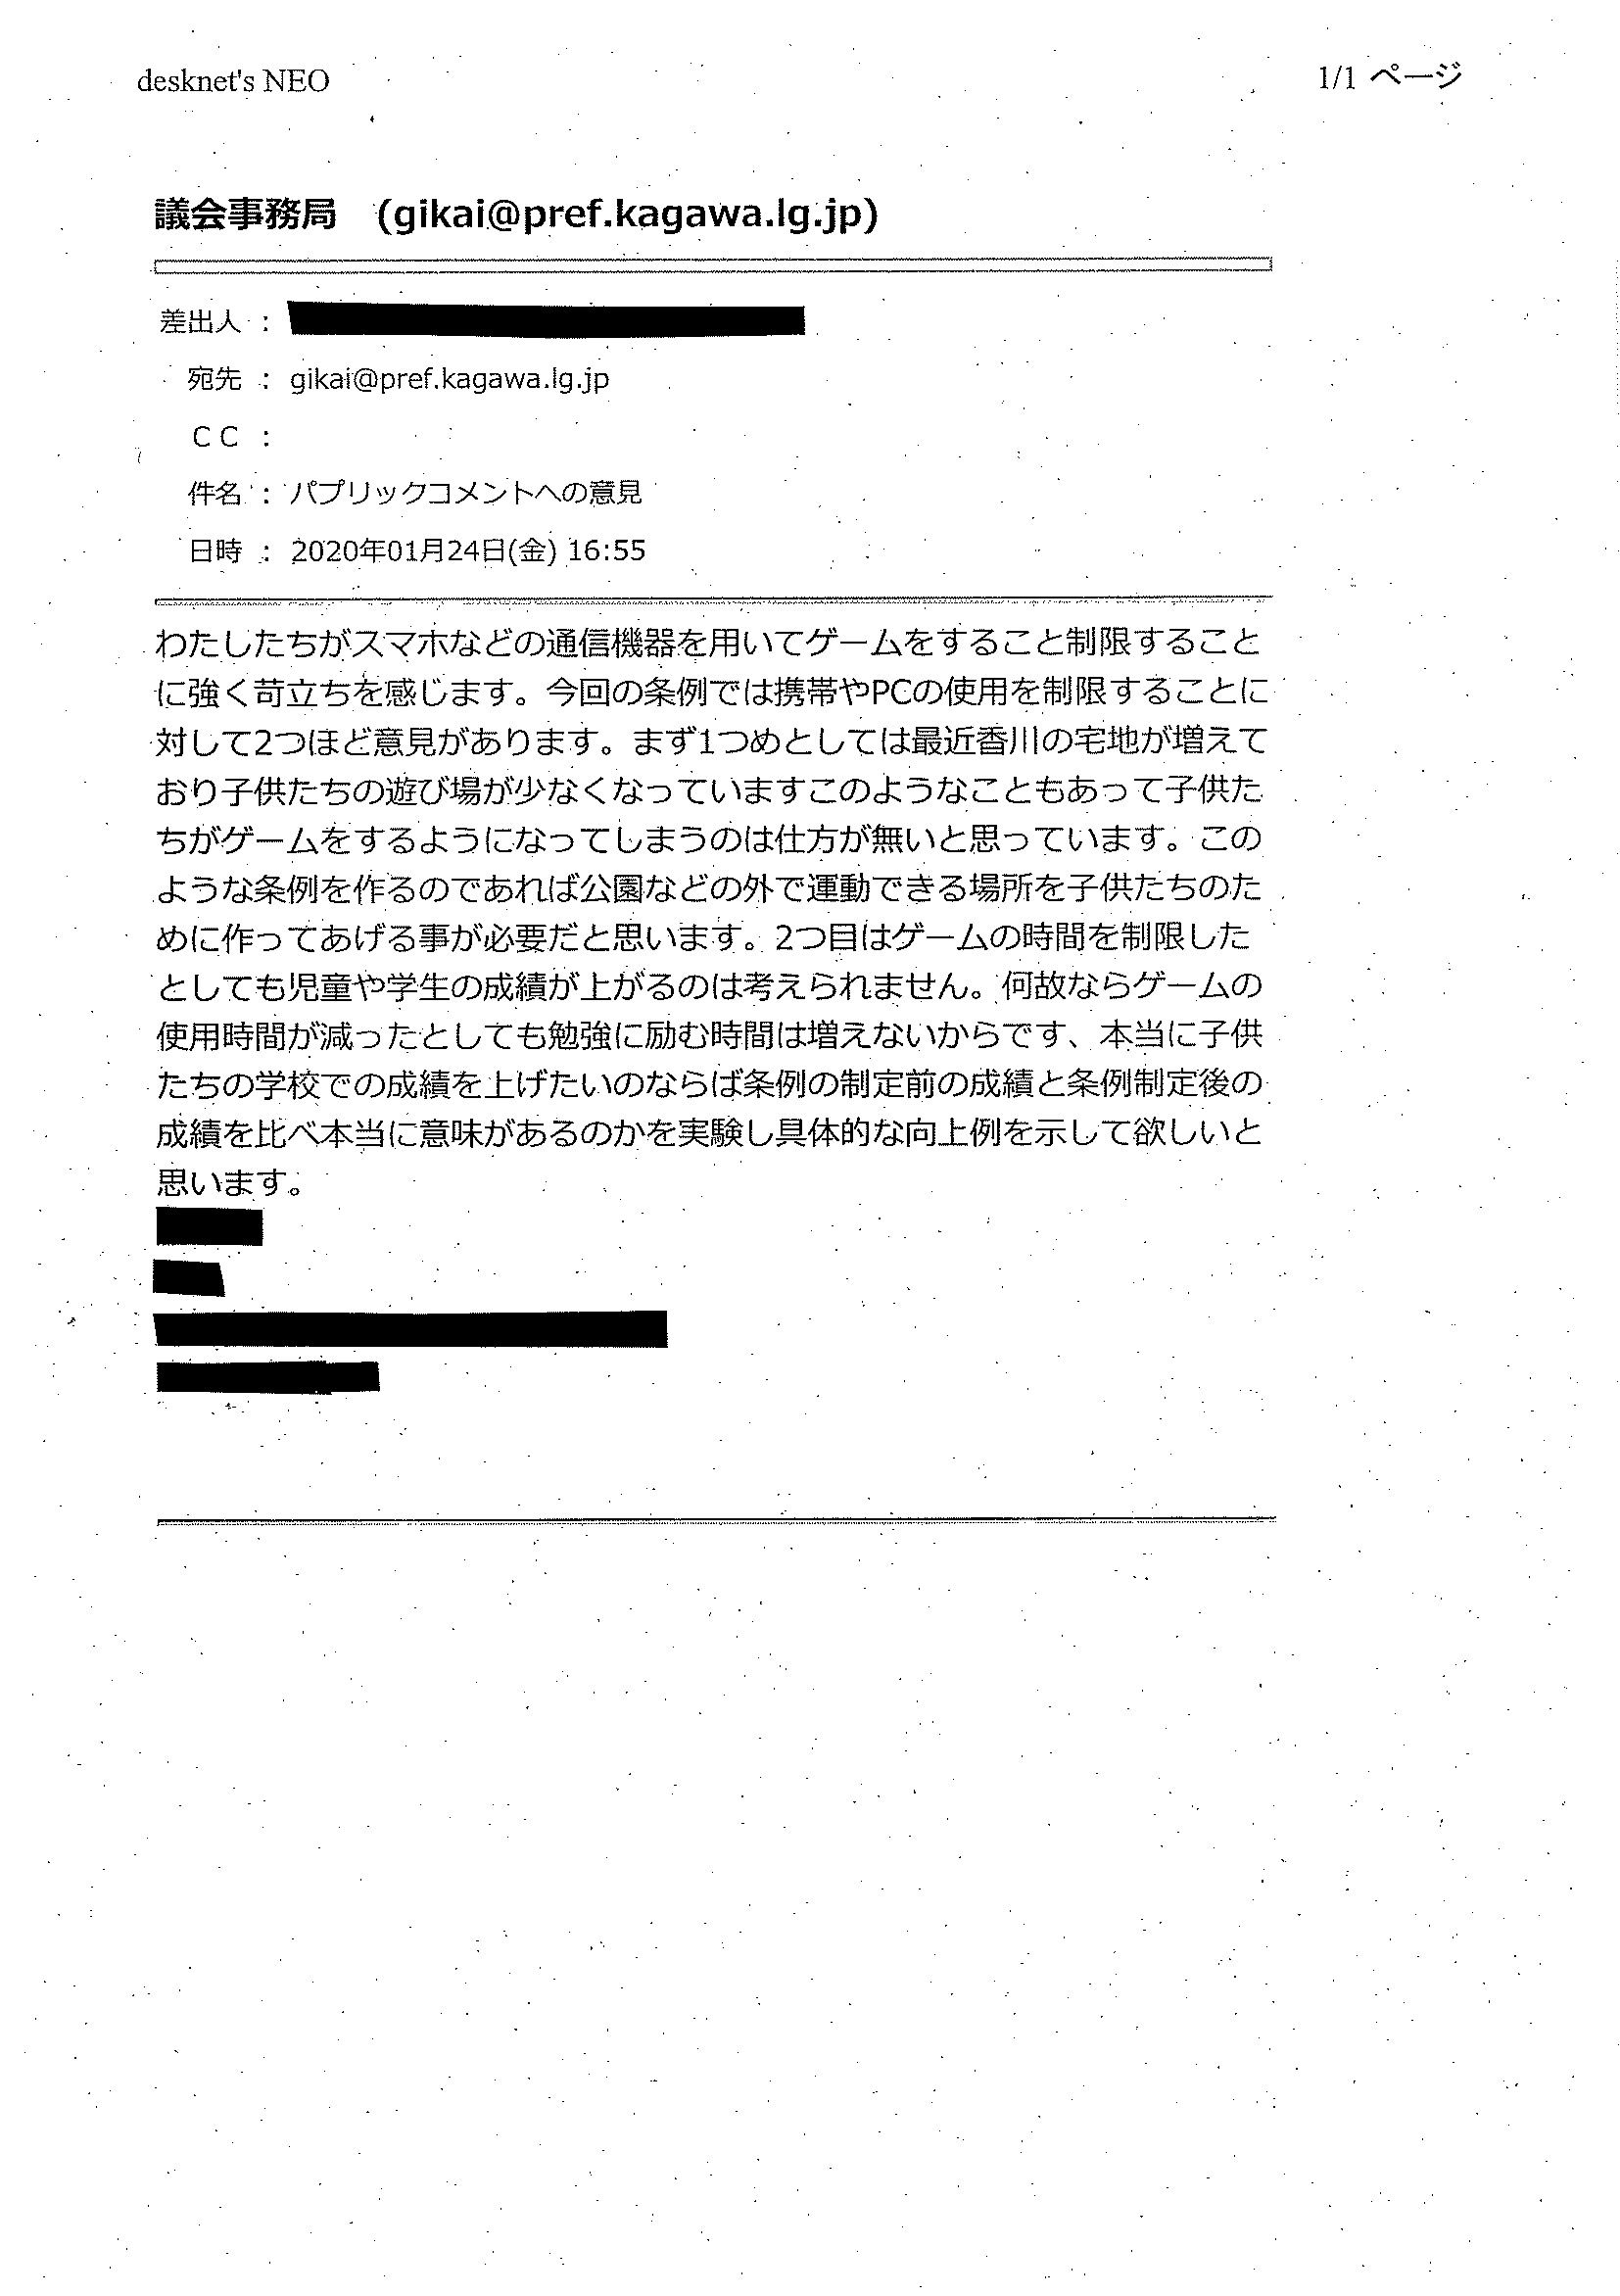 desknet's NEO
1/1 ページ
議会事務局 (gikai@pref.kagawa.lg.jp)
差出人 :
宛先 : gikai@pref.kagawa.lg.jp
CC :
件名 : パブリックコメントへの意見
日時 : 2020年01月24日(金) 16:55
わたしたちがスマホなどの通信機器を用いてゲームをすること制限すること
に強く苛立ちを感じます。今回の条例では携帯やPCの使用を制限することに
対して2つほど意見があります。まず1つめとしては最近香川の宅地が増えて
おり子供たちの遊び場が少なくなっていますこのようなこともあって子供た
ちがゲームをするようになってしまうのは仕方が無いと思っています。この
ような条例を作るのであれば公園などの外で運動できる場所を子供たちのた
めに作ってあげる事が必要だと思います。2つ目はゲームの時間を制限した
としても児童や学生の成績が上がるのは考えられません。何故ならゲームの
使用時間が減ったとしても勉強に励む時間は増えないからです、本当に子供
たちの学校での成績を上げたいのならば条例の制定前の成績と条例制定後の
成績を比べ本当に意味があるのかを実験し具体的な向上例を示して欲しいと
思います。